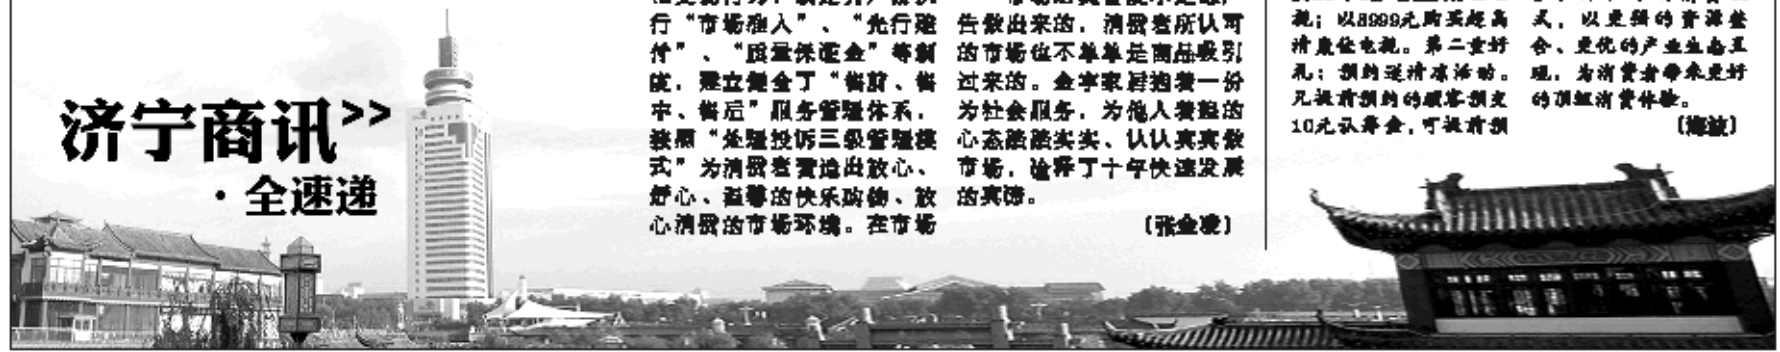 济宁商讯>>
·全速递
行“市场准入”、“先行赔
付”、“质量保证金”等制
度，建立健全了“售前、售
中、售后”服务管理体系，
按照“处理投诉三级管理模
式”为消费者营造出放心、
舒心、温馨的快乐购物、放
心消费的市场环境。在市场
告做出来的，消费者所认可
的市场也不单单是商品吸引
过来的。金宇家居抱着一份
为社会服务，为他人着想的
心态踏踏实实、认认真真做
市场，诠释了十年快速发展
的真谛。
（张金凌）
视；以8999元购买超高
清康佳电视。第二重好
礼：预约送清凉活动。
凡提前预约的顾客预交
10元认筹金，可提前预
式，以更强的资源整
合、更优的产业生态呈
现，为消费者带来更好
的顶级消费体验。